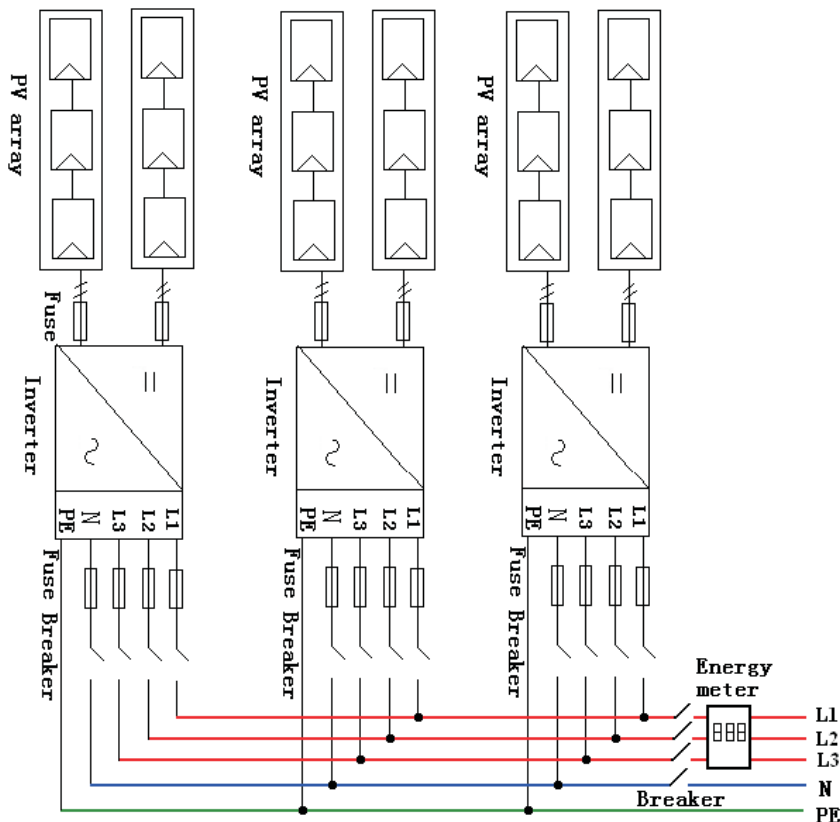 PV array
PV array
PV array
Fuse
Inverter
Inverter
Inverter
PE N L3 L2 L1
PE N L3 L2 L1
PE N L3 L2 L1
Fuse Breaker
Fuse Breaker
Fuse Breaker
Energy
meter
L1
L2
L3
N
Breaker
PE